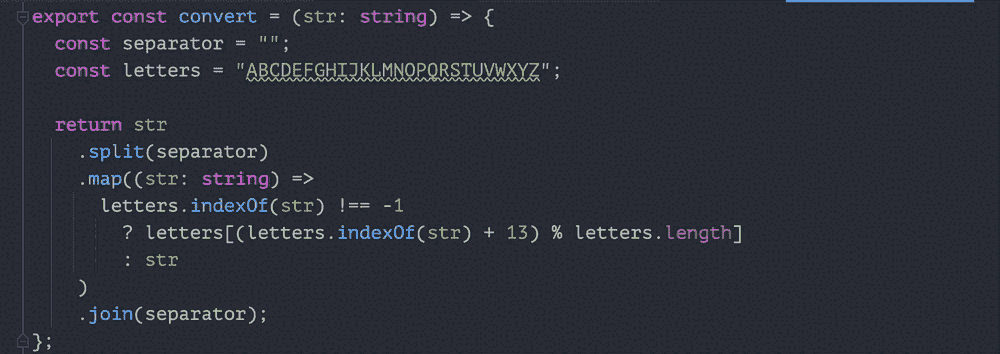 export const convert = (str: string) => {
  const separator = "";
  const letters = "ABCDEFGHIJKLMNOPQRSTUVWXYZ";

  return str
    .split(separator)
    .map((str: string) =>
      letters.indexOf(str) !== -1
        ? letters[(letters.indexOf(str) + 13) % letters.length]
        : str
    )
    .join(separator);
};